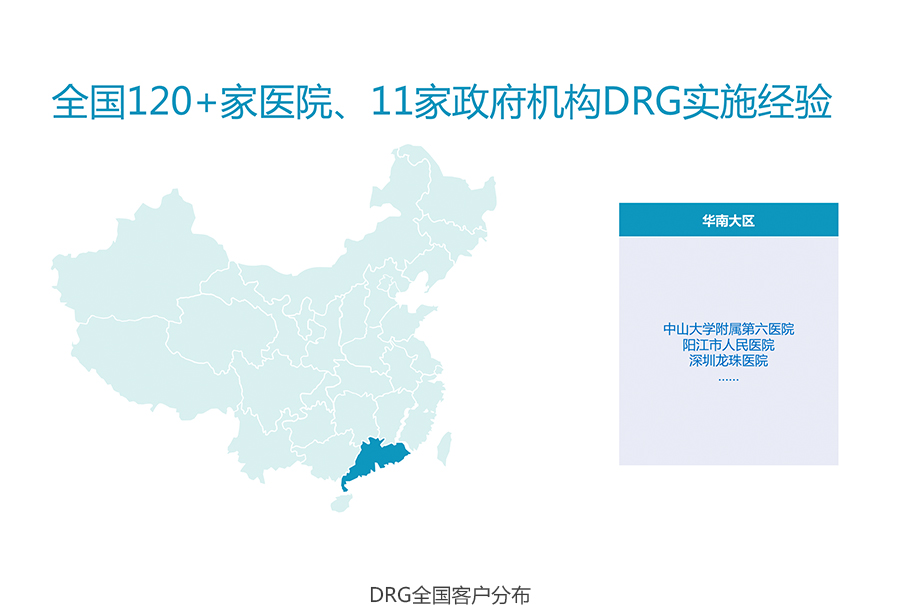 全国120+家医院、11家政府机构DRG实施经验
华南大区
中山大学附属第六医院
阳江市人民医院
深圳龙珠医院
······
DRG全国客户分布